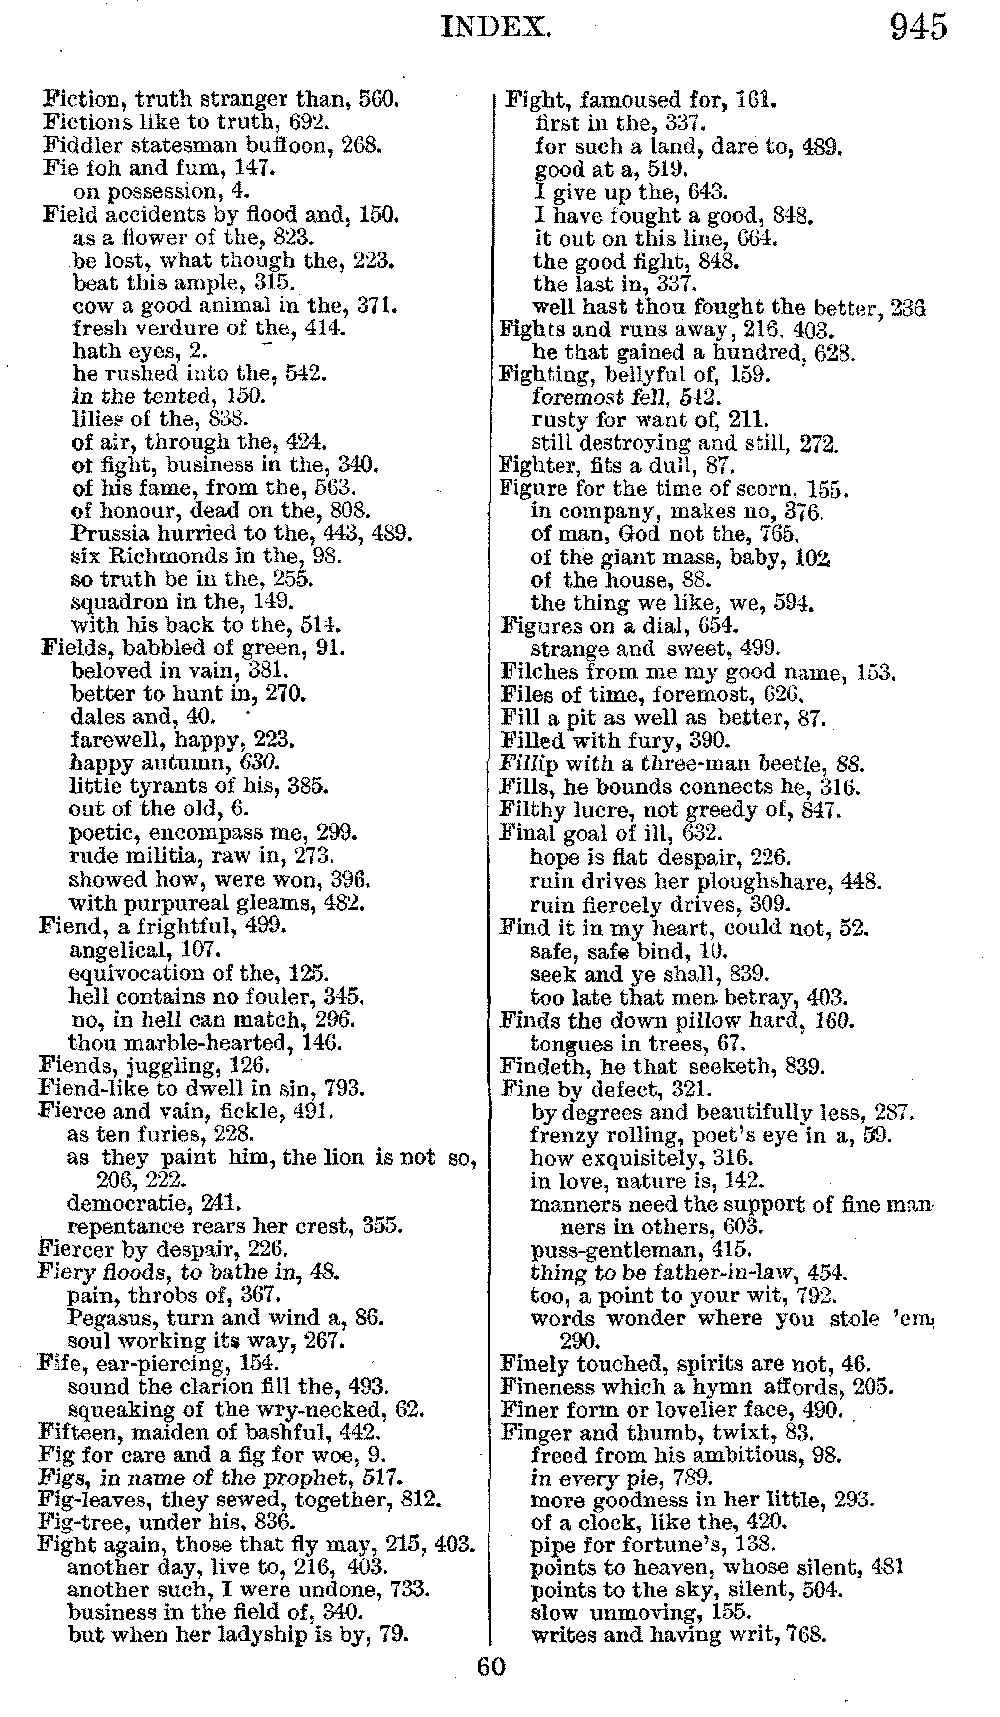 INDEX. 945
Fiction, truth stranger than, 560.
Fictions like to truth, 692.
Fiddler statesman buffoon, 268.
Fie foh and fum, 147.
on possession, 4.
Field accidents by flood and, 150.
as a flower of the, 823.
be lost, what though the, 223.
beat this ample, 315.
cow a good animal in the, 371.
fresh verdure of the, 414.
hath eyes, 2.
he rushed into the, 542.
in the tented, 150.
lilies of the, 838.
of air, through the, 424.
of fight, business in the, 340.
of his fame, from the, 563.
of honour, dead on the, 808.
Prussia hurried to the, 443, 489.
six Richmonds in the, 98.
so truth be in the, 255.
squadron in the, 149.
with his back to the, 514.
Fields, babbled of green, 91.
beloved in vain, 381.
better to hunt in, 270.
dales and, 40.
farewell, happy, 223.
happy autumn, 630.
little tyrants of his, 385.
out of the old, 6.
poetic, encompass me, 299.
rude militia, raw in, 273.
showed how, were won, 396.
with purpureal gleams, 482.
Fiend, a frightful, 499.
angelical, 107.
equivocation of the, 125.
hell contains no fouler, 345.
no, in hell can match, 296.
thou marble-hearted, 146.
Fiends, juggling, 126.
Fiend-like to dwell in sin, 793.
Fierce and vain, fickle, 491.
as ten furies, 228.
as they paint him, the lion is not so,
206, 222.
democratie, 241.
repentance rears her crest, 355.
Fiercer by despair, 226.
Fiery floods, to bathe in, 48.
pain, throbs of, 367.
Pegasus, turn and wind a, 86.
soul working its way, 267.
Fife, ear-piercing, 154.
sound the clarion fill the, 493.
squeaking of the wry-necked, 62.
Fifteen, maiden of bashful, 442.
Fig for care and a fig for woe, 9.
Figs, in name of the prophet, 517.
Fig-leaves, they sewed, together, 812.
Fig-tree, under his, 836.
Fight again, those that fly may, 215, 403.
another day, live to, 216, 403.
another such, I were undone, 733.
business in the field of, 340.
but when her ladyship is by, 79.
Fight, famoused for, 161.
first in the, 337.
for such a land, dare to, 489.
good at a, 519.
I give up the, 643.
I have fought a good, 848.
it out on this line, 664.
the good fight, 848.
the last in, 337.
well hast thou fought the better, 236
Fights and runs away, 216, 403.
he that gained a hundred, 628.
Fighting, bellyful of, 159.
foremost fell, 542.
rusty for want of, 211.
still destroying and still, 272.
Fighter, fits a dull, 87.
Figure for the time of scorn, 155.
in company, makes no, 376.
of man, God not the, 765.
of the giant mass, baby, 102
of the house, 88.
the thing we like, we, 594.
Figures on a dial, 654.
strange and sweet, 499.
Filches from me my good name, 153.
Files of time, foremost, 626.
Fill a pit as well as better, 87.
Filled with fury, 390.
Fillip with a three-man beetle, 88.
Fills, he bounds connects he, 316.
Filthy lucre, not greedy of, 847.
Final goal of ill, 632.
hope is flat despair, 226.
ruin drives her ploughshare, 448.
ruin fiercely drives, 309.
Find it in my heart, could not, 52.
safe, safe bind, 10.
seek and ye shall, 839.
too late that men betray, 403.
Finds the down pillow hard, 160.
tongues in trees, 67.
Findeth, he that seeketh, 839.
Fine by defect, 321.
by degrees and beautifully less, 287.
frenzy rolling, poet's eye in a, 59.
how exquisitely, 316.
in love, nature is, 142.
manners need the support of fine man-
ners in others, 603.
puss-gentleman, 415.
thing to be father-in-law, 454.
too, a point to your wit, 792.
words wonder where you stole 'em,
290.
Finely touched, spirits are not, 46.
Fineness which a hymn affords, 205.
Finer form or lovelier face, 490.
Finger and thumb, twixt, 83.
freed from his ambitious, 98.
in every pie, 789.
more goodness in her little, 293.
of a clock, like the, 420.
pipe for fortune's, 138.
points to heaven, whose silent, 481
points to the sky, silent, 504.
slow unmoving, 155.
writes and having writ, 768.
60